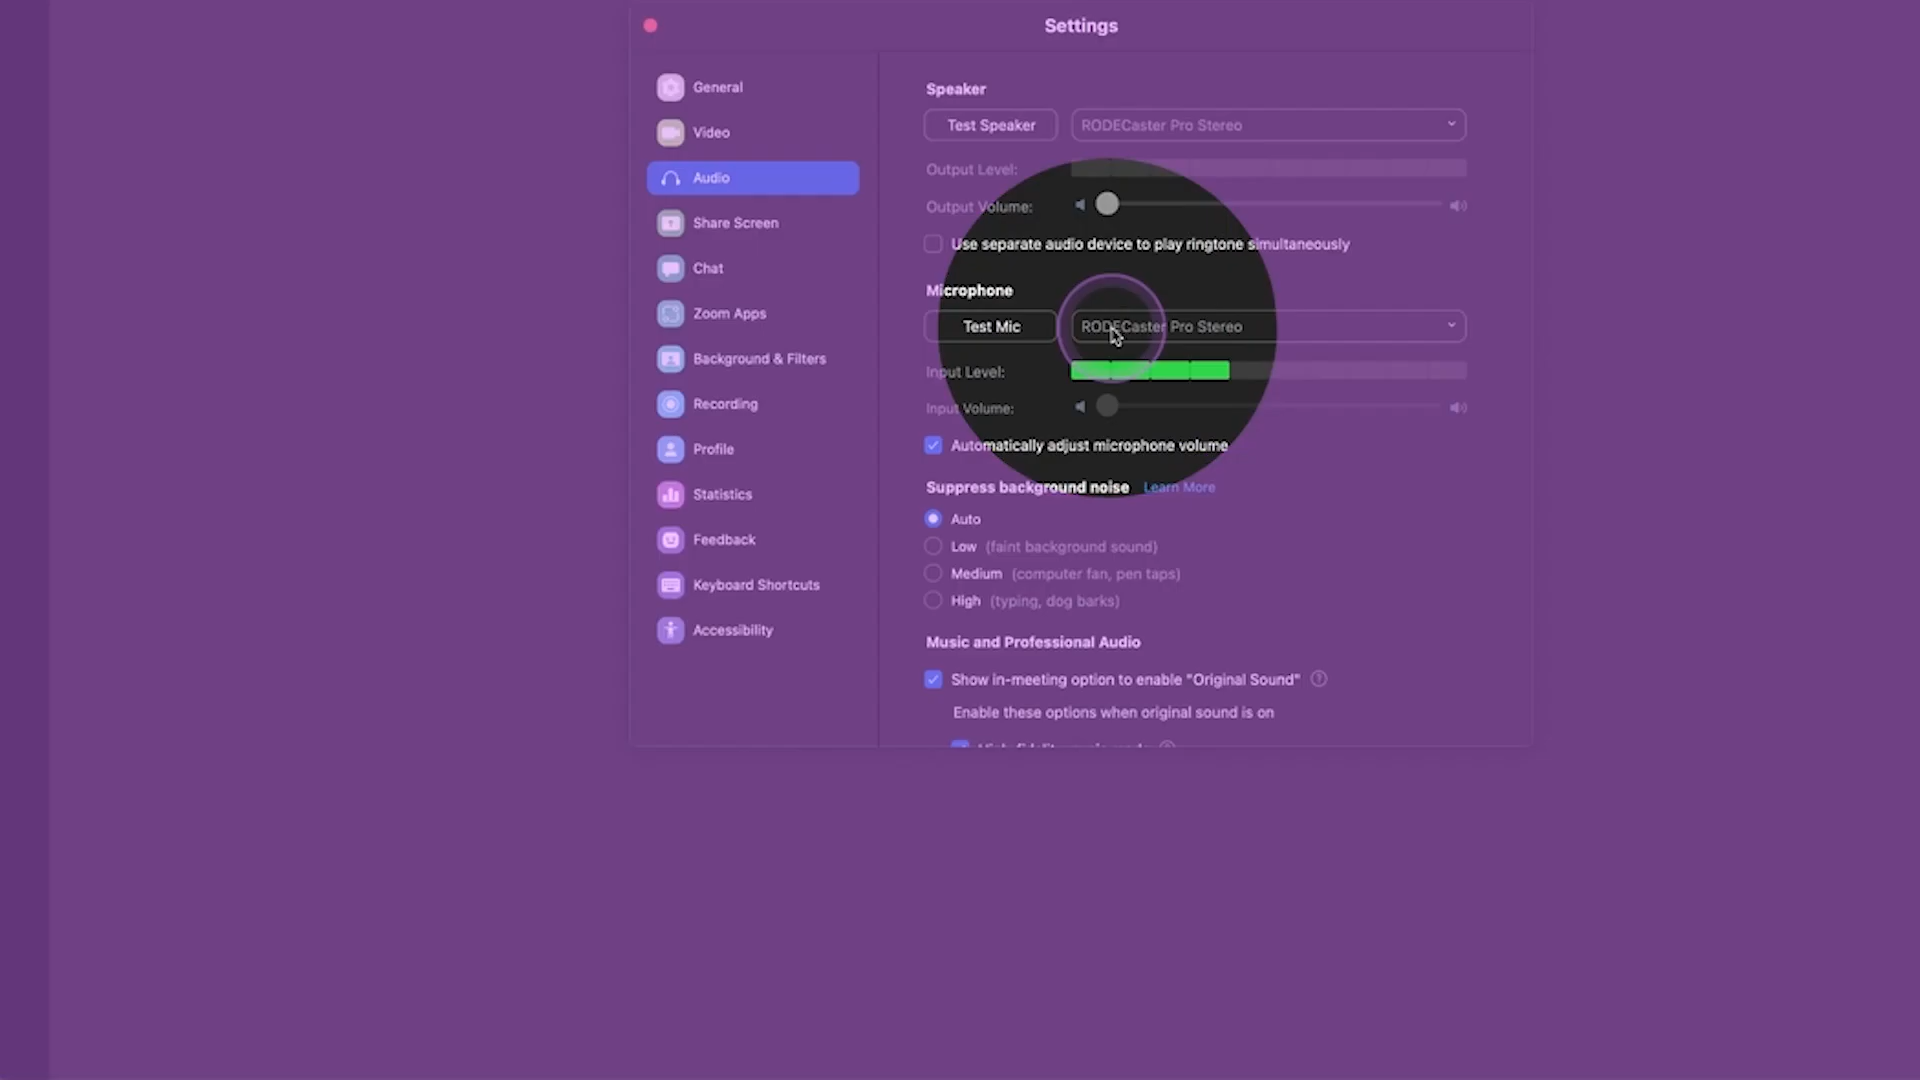 Settings
General
Video
Audio
Share Screen
Chat
Zoom Apps
Background & Filters
Recording
Profile
Statistics
Feedback
Keyboard Shortcuts
Accessibility
Speaker
Test Speaker
RODECaster Pro Stereo
Output Level:
Output Volume:
Use separate audio device to play ringtone simultaneously
Microphone
Test Mic
RODECaster Pro Stereo
Input Level:
Input Volume:
Automatically adjust microphone volume
Suppress background noise Learn More
Auto
Low (faint background sound)
Medium (computer fan, pen taps)
High (typing, dog barks)
Music and Professional Audio
Show in-meeting option to enable "Original Sound" ?
Enable these options when original sound is on